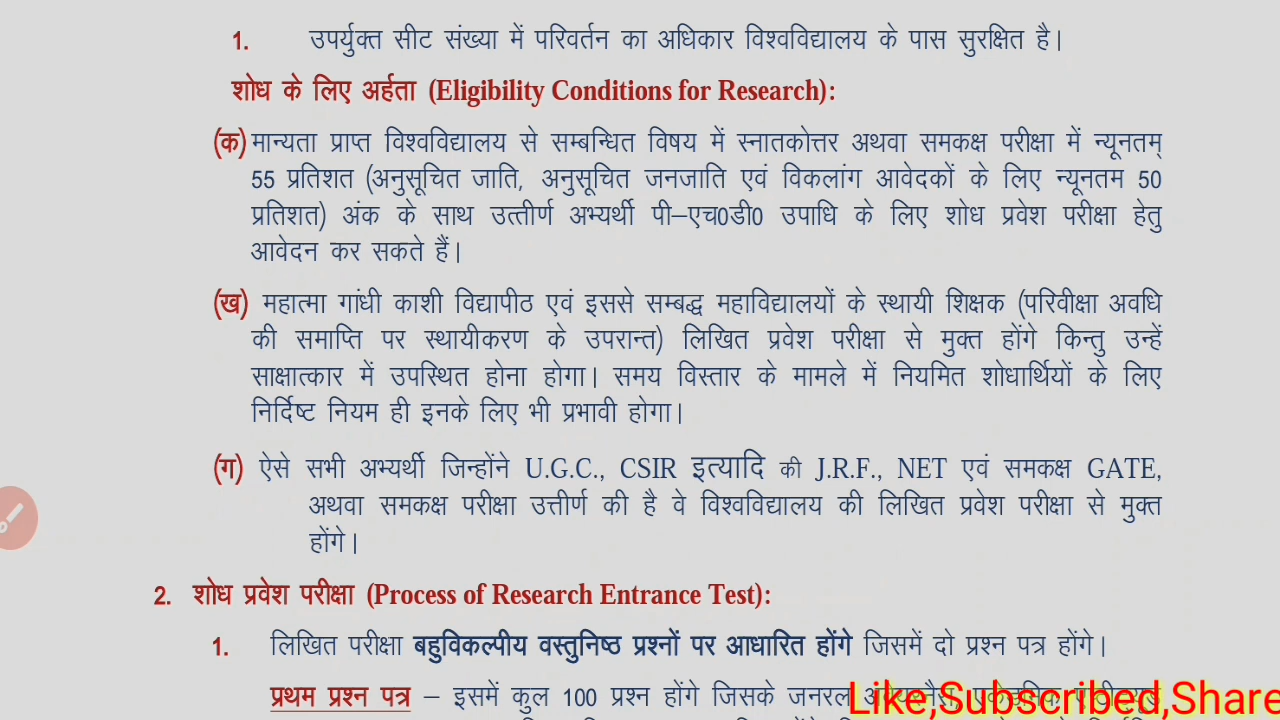 1. उपर्युक्त सीट संख्या में परिवर्तन का अधिकार विश्वविद्यालय के पास सुरक्षित है।
शोध के लिए अर्हता (Eligibility Conditions for Research):
(क) मान्यता प्राप्त विश्वविद्यालय से सम्बन्धित विषय में स्नातकोत्तर अथवा समकक्ष परीक्षा में न्यूनतम्
55 प्रतिशत (अनुसूचित जाति, अनुसूचित जनजाति एवं विकलांग आवेदकों के लिए न्यूनतम 50
प्रतिशत) अंक के साथ उत्तीर्ण अभ्यर्थी पी–एच0डी0 उपाधि के लिए शोध प्रवेश परीक्षा हेतु
आवेदन कर सकते हैं।
(ख) महात्मा गांधी काशी विद्यापीठ एवं इससे सम्बद्ध महाविद्यालयों के स्थायी शिक्षक (परिवीक्षा अवधि
की समाप्ति पर स्थायीकरण के उपरान्त) लिखित प्रवेश परीक्षा से मुक्त होंगे किन्तु उन्हें
साक्षात्कार में उपस्थित होना होगा। समय विस्तार के मामले में नियमित शोधार्थियों के लिए
निर्दिष्ट नियम ही इनके लिए भी प्रभावी होगा।
(ग) ऐसे सभी अभ्यर्थी जिन्होंने U.G.C., CSIR इत्यादि की J.R.F., NET एवं समकक्ष GATE,
अथवा समकक्ष परीक्षा उत्तीर्ण की है वे विश्वविद्यालय की लिखित प्रवेश परीक्षा से मुक्त
होंगे।
2. शोध प्रवेश परीक्षा (Process of Research Entrance Test):
1. लिखित परीक्षा बहुविकल्पीय वस्तुनिष्ठ प्रश्नों पर आधारित होंगे जिसमें दो प्रश्न पत्र होंगे।
प्रथम प्रश्न पत्र – इसमें कुल 100 प्रश्न होंगे जिसके जनरल
Like,Subscribed,Share